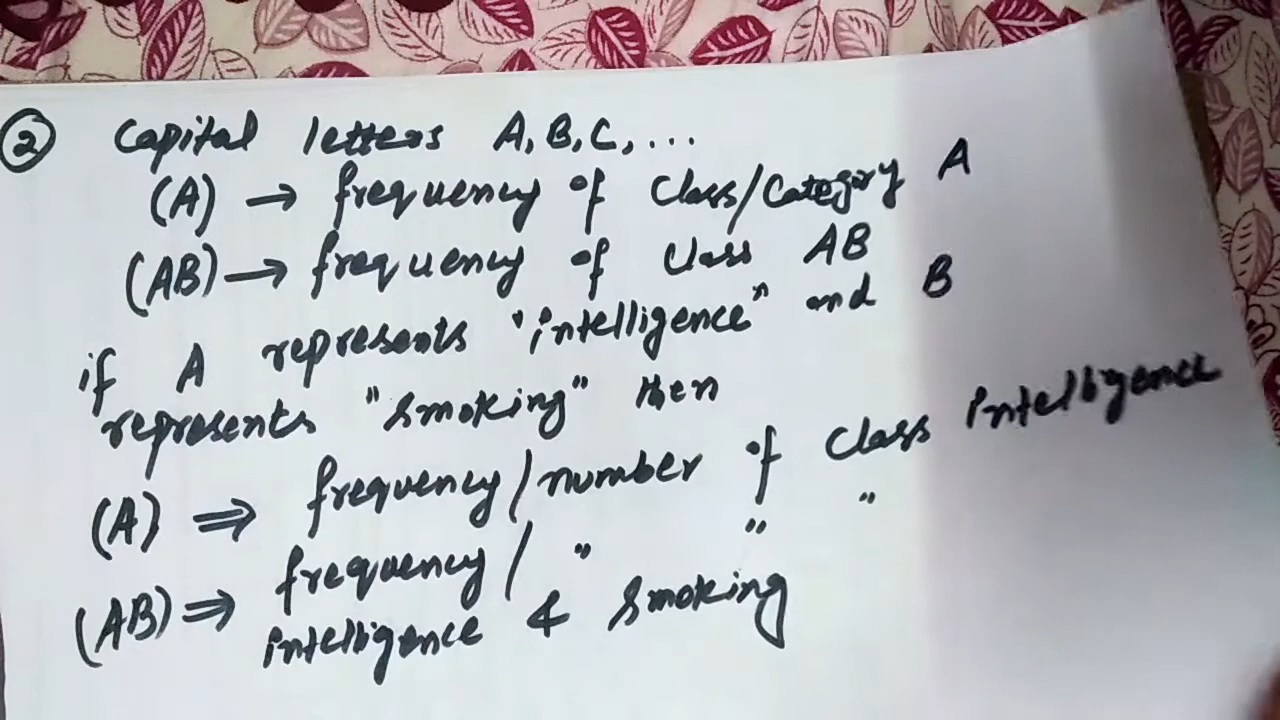 ② Capital letters A, B, C, ...
(A) → frequency of Class/Category A
(AB) → frequency of Class AB
if A represents "intelligence" and B
represents "Smoking" then
(A) ⇒ frequency/number of Class Intelligence
(AB) ⇒ frequency/ " " "
intelligence & Smoking